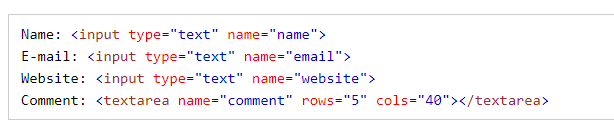 Name: <input type="text" name="name">
E-mail: <input type="text" name="email">
Website: <input type="text" name="website">
Comment: <textarea name="comment" rows="5" cols="40"></textarea>